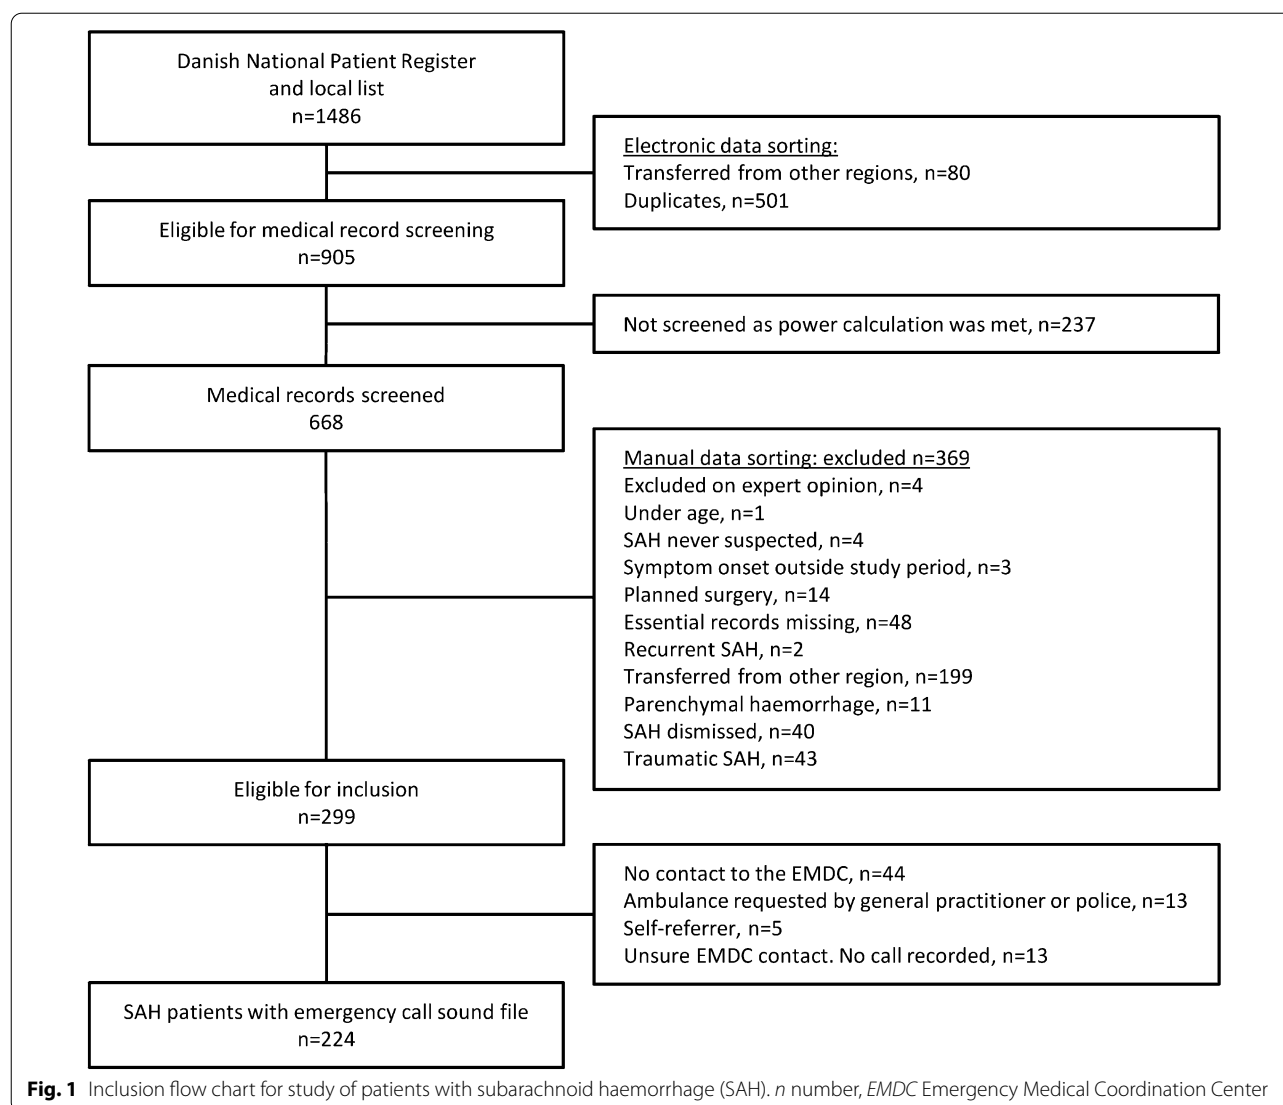 Danish National Patient Register
and local list
n=1486
Electronic data sorting:
Transferred from other regions, n=80
Duplicates, n=501
Eligible for medical record screening
n=905
Not screened as power calculation was met, n=237
Medical records screened
668
Manual data sorting: excluded n=369
Excluded on expert opinion, n=4
Under age, n=1
SAH never suspected, n=4
Symptom onset outside study period, n=3
Planned surgery, n=14
Essential records missing, n=48
Recurrent SAH, n=2
Transferred from other region, n=199
Parenchymal haemorrhage, n=11
SAH dismissed, n=40
Traumatic SAH, n=43
Eligible for inclusion
n=299
No contact to the EMDC, n=44
Ambulance requested by general practitioner or police, n=13
Self-referrer, n=5
Unsure EMDC contact. No call recorded, n=13
SAH patients with emergency call sound file
n=224
Fig. 1 Inclusion flow chart for study of patients with subarachnoid haemorrhage (SAH). n number, EMDC Emergency Medical Coordination Center